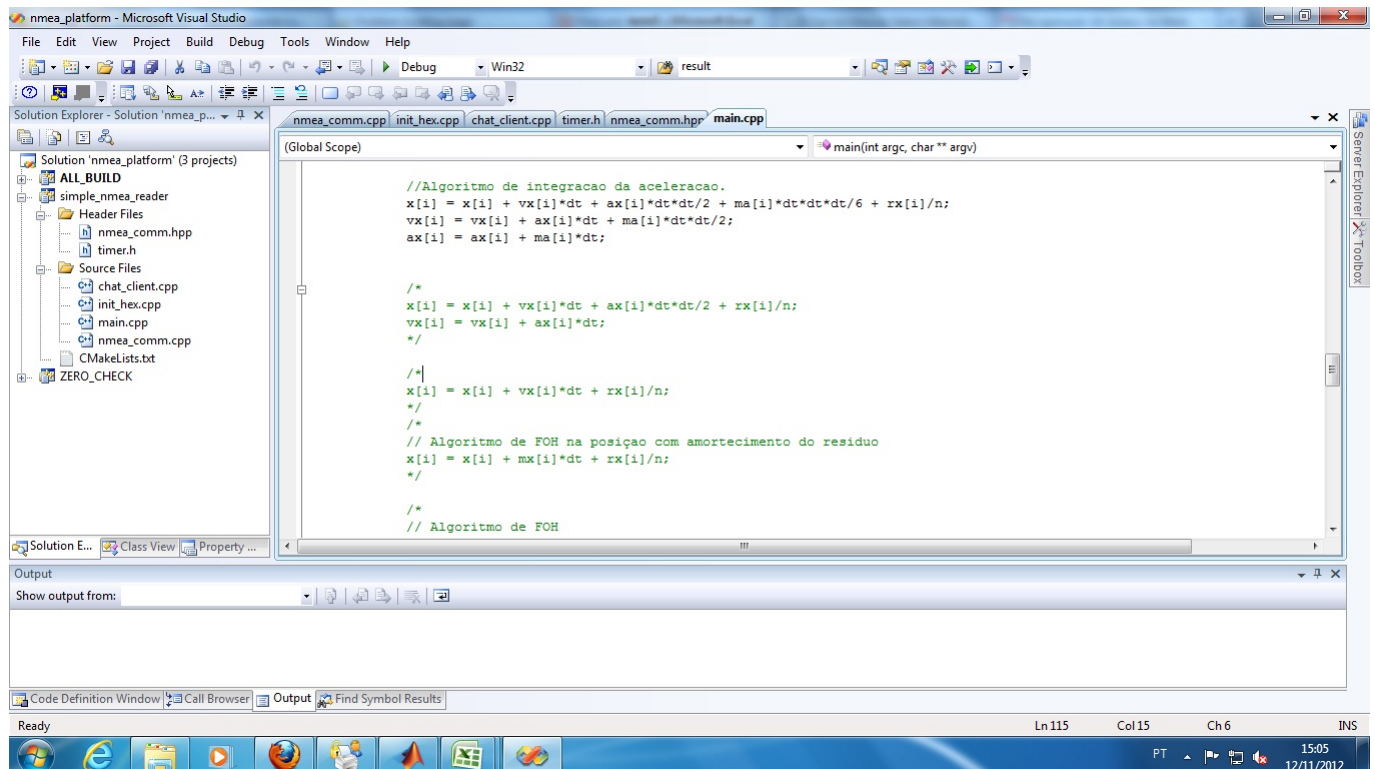 nmea_platform - Microsoft Visual Studio
File Edit View Project Build Debug Tools Window Help
Debug Win32 result
Solution Explorer - Solution 'nmea_p...
nmea_comm.cpp init_hex.cpp chat_client.cpp timer.h nmea_comm.hpp main.cpp
(Global Scope) main(int argc, char ** argv)
Solution 'nmea_platform' (3 projects)
ALL_BUILD
simple_nmea_reader
Header Files
nmea_comm.hpp
timer.h
Source Files
chat_client.cpp
init_hex.cpp
main.cpp
nmea_comm.cpp
CMakeLists.txt
ZERO_CHECK
//Algoritmo de integracao da aceleracao.
x[i] = x[i] + vx[i]*dt + ax[i]*dt*dt/2 + ma[i]*dt*dt*dt/6 + rx[i]/n;
vx[i] = vx[i] + ax[i]*dt + ma[i]*dt*dt/2;
ax[i] = ax[i] + ma[i]*dt;
/*
x[i] = x[i] + vx[i]*dt + ax[i]*dt*dt/2 + rx[i]/n;
vx[i] = vx[i] + ax[i]*dt;
*/
/*
x[i] = x[i] + vx[i]*dt + rx[i]/n;
*/
/*
// Algoritmo de FOH na posiçao com amortecimento do residuo
x[i] = x[i] + mx[i]*dt + rx[i]/n;
*/
/*
// Algoritmo de FOH
Server Explorer
Toolbox
Solution E... Class View Property ...
Output
Show output from:
Code Definition Window Call Browser Output Find Symbol Results
Ready Ln 115 Col 15 Ch 6 INS
PT 15:05
12/11/2012